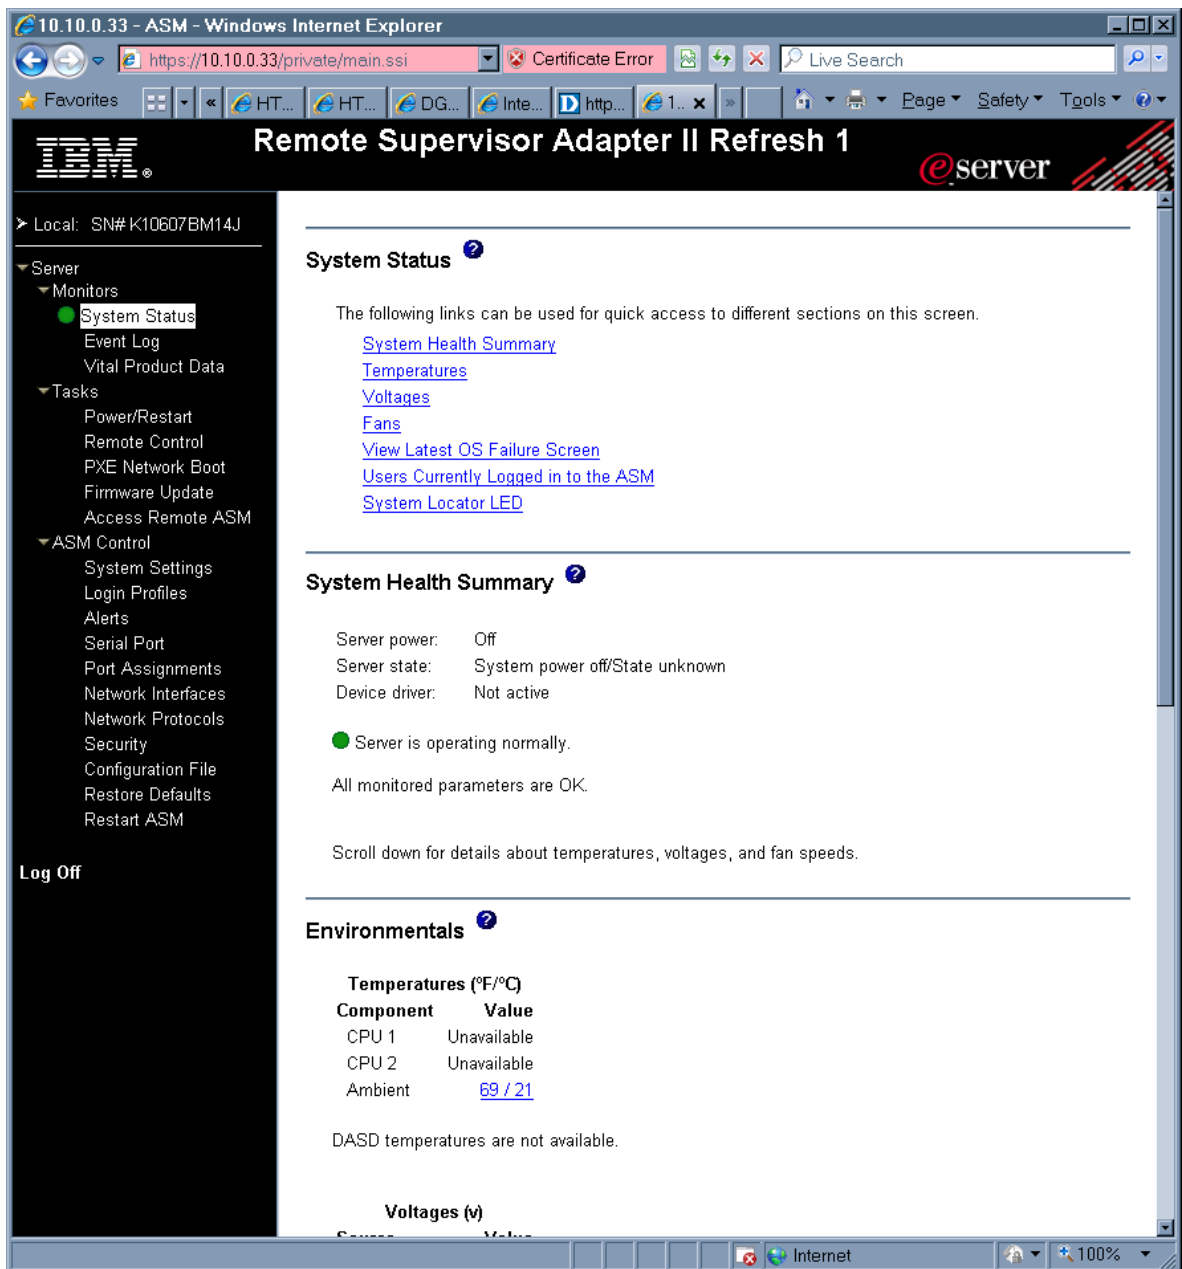 10.10.0.33 - ASM - Windows Internet Explorer
https://10.10.0.33/private/main.ssi
Certificate Error
Live Search
Favorites
HT...
HT...
DG...
Inte...
http...
1..
Page
Safety
Tools
IBM®
Remote Supervisor Adapter II Refresh 1
@server
Local: SN# K10607BM14J
Server
Monitors
System Status
Event Log
Vital Product Data
Tasks
Power/Restart
Remote Control
PXE Network Boot
Firmware Update
Access Remote ASM
ASM Control
System Settings
Login Profiles
Alerts
Serial Port
Port Assignments
Network Interfaces
Network Protocols
Security
Configuration File
Restore Defaults
Restart ASM
Log Off
System Status
The following links can be used for quick access to different sections on this screen.
System Health Summary
Temperatures
Voltages
Fans
View Latest OS Failure Screen
Users Currently Logged in to the ASM
System Locator LED
System Health Summary
Server power: Off
Server state: System power off/State unknown
Device driver: Not active
Server is operating normally.
All monitored parameters are OK.
Scroll down for details about temperatures, voltages, and fan speeds.
Environmentals
Temperatures (°F/°C)
Component Value
CPU 1 Unavailable
CPU 2 Unavailable
Ambient 69 / 21
DASD temperatures are not available.
Voltages (v)
Internet
100%